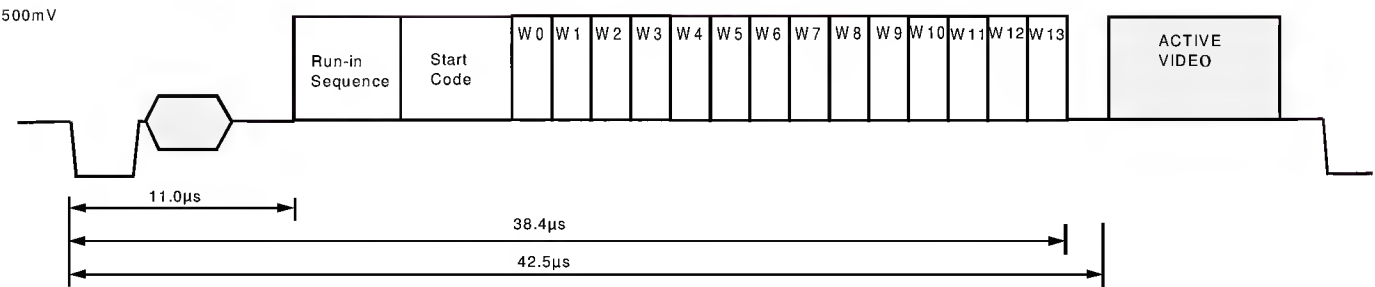 500mV
Run-in
Sequence
Start
Code
W0 W1 W2 W3 W4 W5 W6 W7 W8 W9 W10 W11 W12 W13
ACTIVE
VIDEO
11.0µs
38.4µs
42.5µs